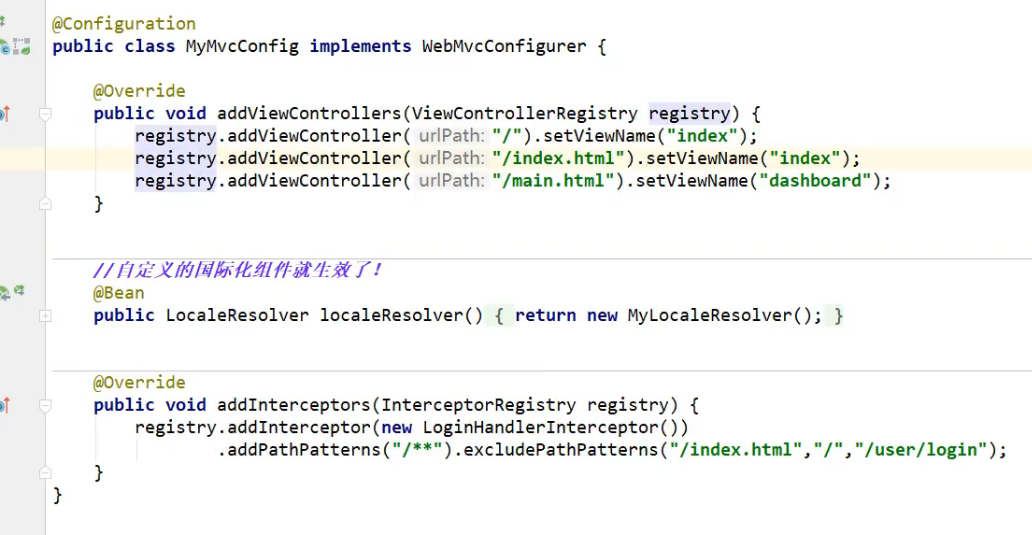 @Configuration
public class MyMvcConfig implements WebMvcConfigurer {
@Override
public void addViewControllers(ViewControllerRegistry registry) {
registry.addViewController( urlPath: "/").setViewName("index");
registry.addViewController( urlPath: "/index.html").setViewName("index");
registry.addViewController( urlPath: "/main.html").setViewName("dashboard");
}
//自定义的国际化组件就生效了!
@Bean
public LocaleResolver localeResolver() { return new MyLocaleResolver(); }
@Override
public void addInterceptors(InterceptorRegistry registry) {
registry.addInterceptor(new LoginHandlerInterceptor())
.addPathPatterns("/**").excludePathPatterns("/index.html","/","/user/login");
}
}